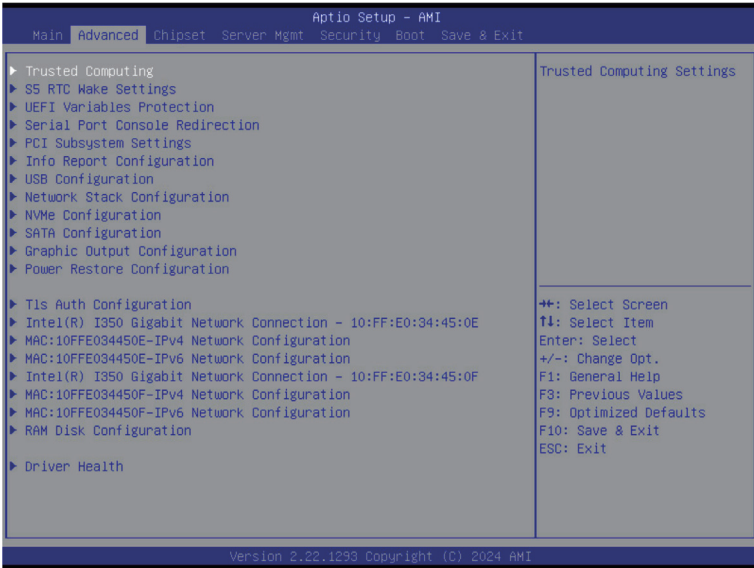 Aptio Setup – AMI
Main Advanced Chipset Server Mgmt Security Boot Save & Exit
Trusted Computing
S5 RTC Wake Settings
UEFI Variables Protection
Serial Port Console Redirection
PCI Subsystem Settings
Info Report Configuration
USB Configuration
Network Stack Configuration
NVMe Configuration
SATA Configuration
Graphic Output Configuration
Power Restore Configuration
Tls Auth Configuration
Intel(R) I350 Gigabit Network Connection – 10:FF:E0:34:45:0E
MAC:10FFE034450E-IPv4 Network Configuration
MAC:10FFE034450E-IPv6 Network Configuration
Intel(R) I350 Gigabit Network Connection – 10:FF:E0:34:45:0F
MAC:10FFE034450F-IPv4 Network Configuration
MAC:10FFE034450F-IPv6 Network Configuration
RAM Disk Configuration
Driver Health
Trusted Computing Settings
→←: Select Screen
↑↓: Select Item
Enter: Select
+/-: Change Opt.
F1: General Help
F3: Previous Values
F9: Optimized Defaults
F10: Save & Exit
ESC: Exit
Version 2.22.1293 Copyright (C) 2024 AMI